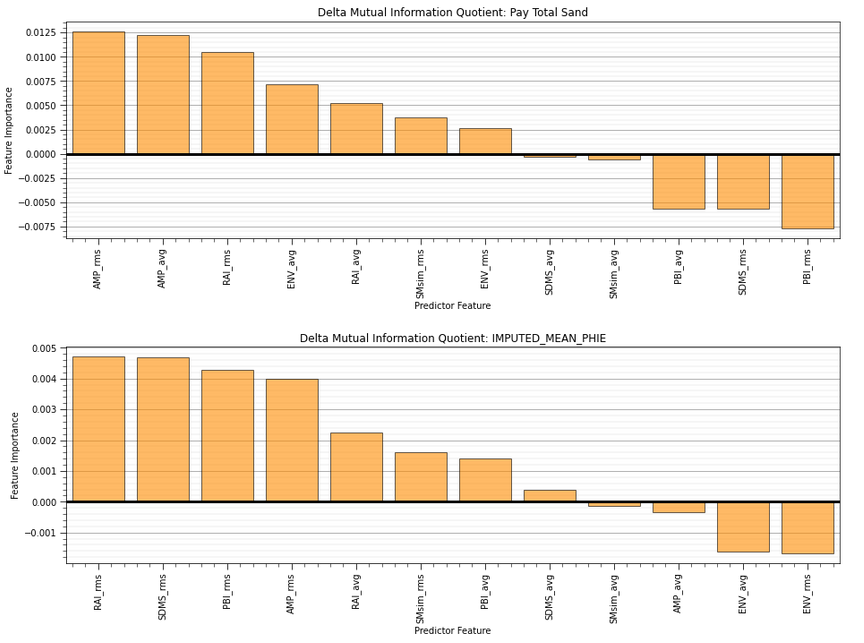 Delta Mutual Information Quotient: Pay Total Sand
Feature Importance
0.0125
0.0100
0.0075
0.0050
0.0025
0.0000
−0.0025
−0.0050
−0.0075
AMP_rms
AMP_avg
RAI_rms
ENV_avg
RAI_avg
SMsim_rms
ENV_rms
SDMS_avg
SMsim_avg
PBI_avg
SDMS_rms
PBI_rms
Predictor Feature
Delta Mutual Information Quotient: IMPUTED_MEAN_PHIE
Feature Importance
0.005
0.004
0.003
0.002
0.001
0.000
−0.001
RAI_rms
SDMS_rms
PBI_rms
AMP_rms
RAI_avg
SMsim_rms
PBI_avg
SDMS_avg
SMsim_avg
AMP_avg
ENV_avg
ENV_rms
Predictor Feature